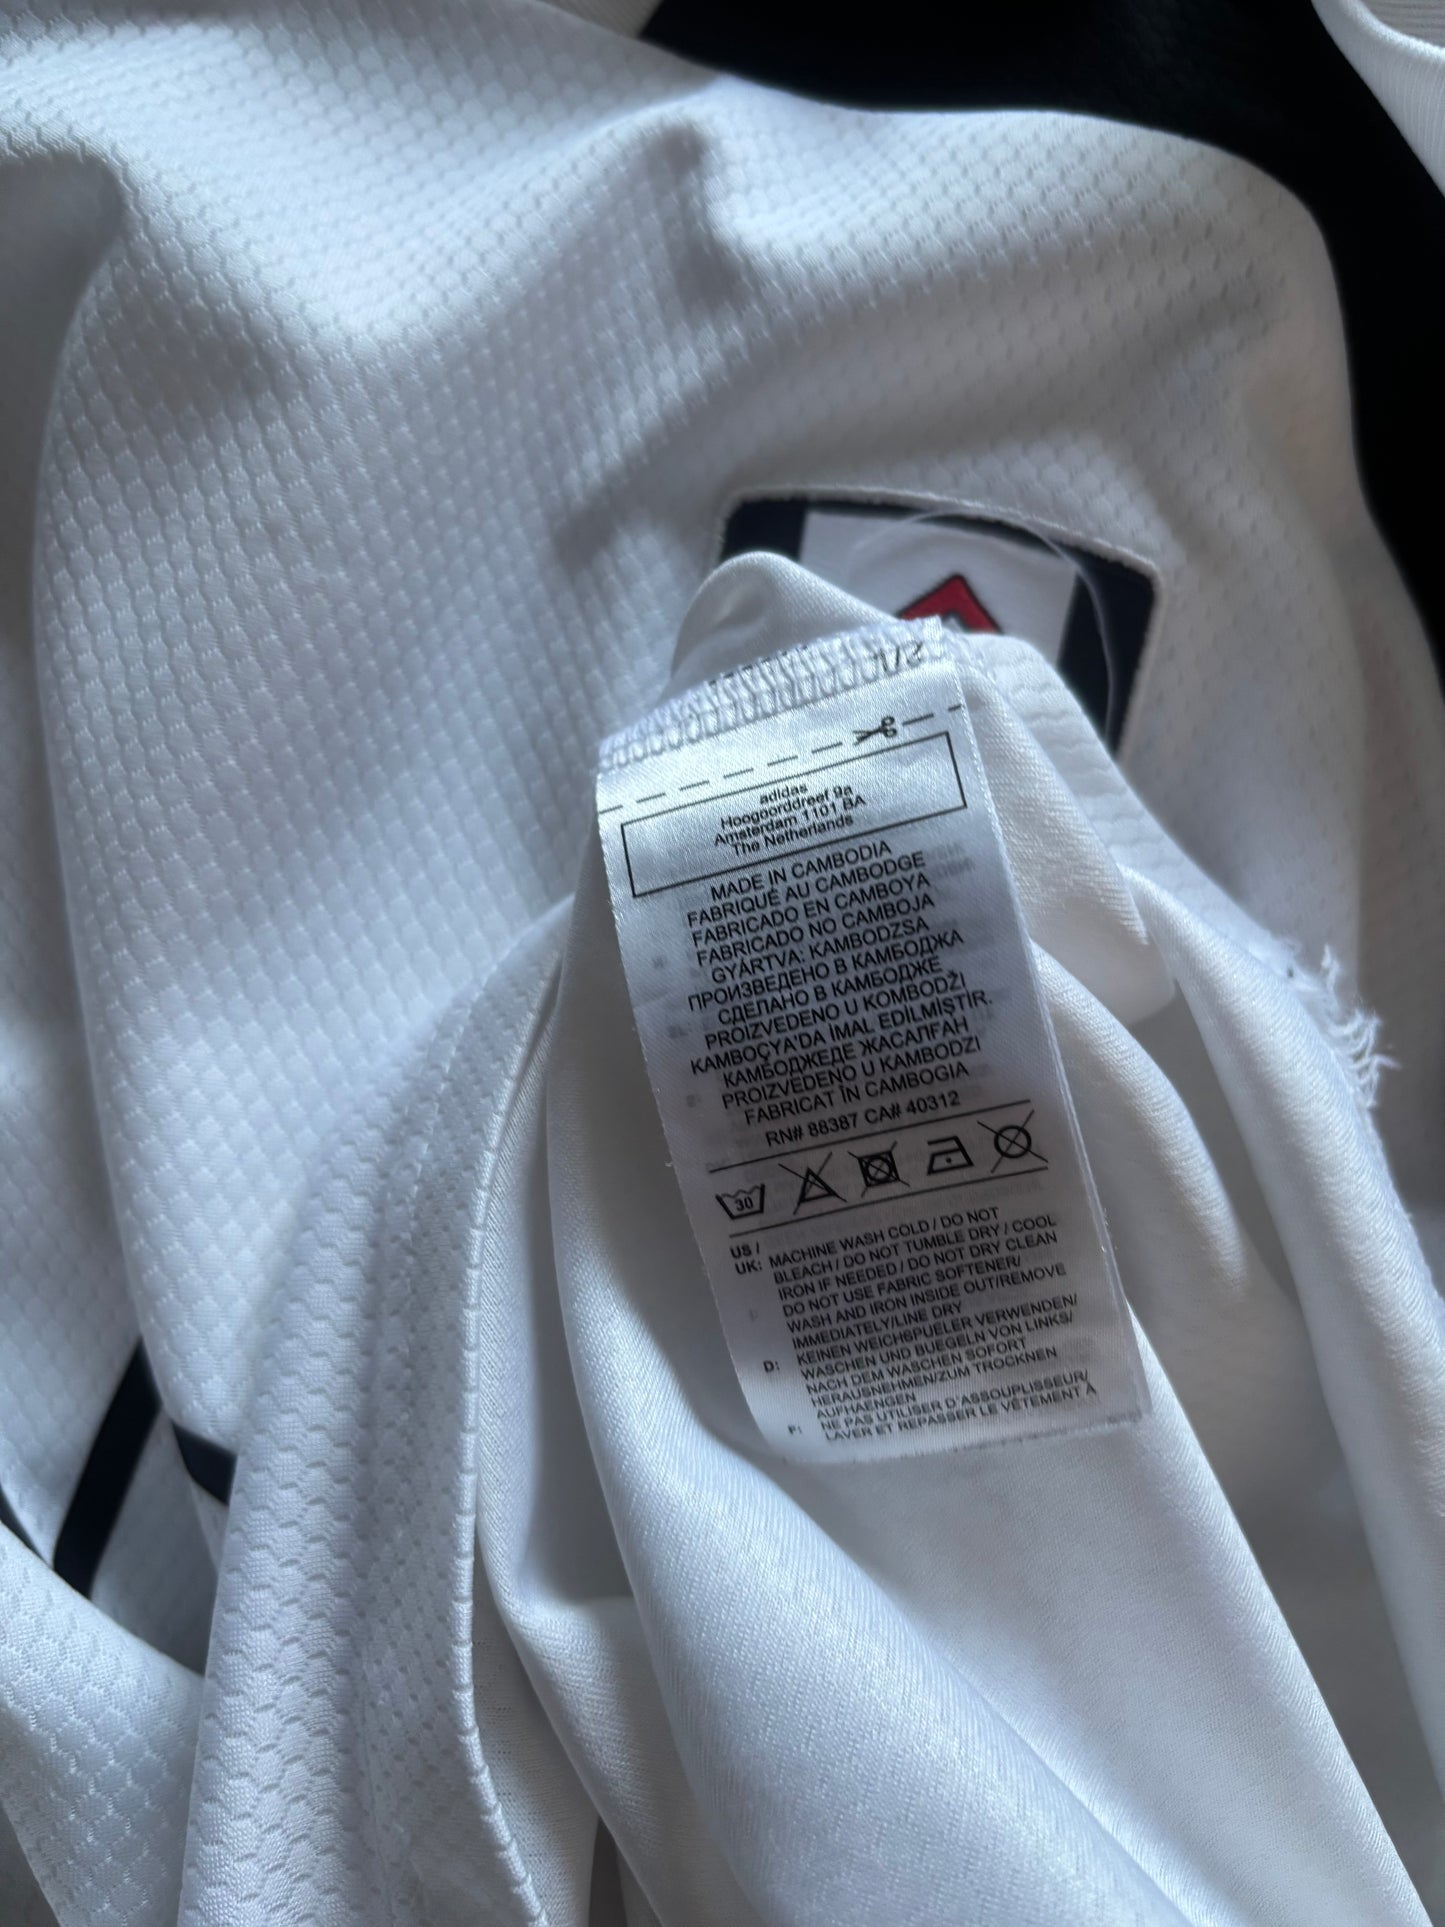 2/1
adidas
Hoogoorddreef 9a
Amsterdam 1101 BA
The Netherlands
MADE IN CAMBODIA
FABRIQUÉ AU CAMBODGE
FABRICADO EN CAMBOYA
FABRICADO NO CAMBOJA
GYÁRTVA: KAMBODZSA
ПРОИЗВЕДЕНО В КАМБОДЖА
СДЕЛАНО В КАМБОДЖЕ
PROIZVEDENO U KOMBODŽI
KAMBOÇYA'DA İMAL EDİLMİŞTİR.
КАМБОДЖЕДЕ ЖАСАЛҒАН
PROIZVEDENO U KAMBODZI
FABRICAT ÎN CAMBOGIA
RN# 88387 CA# 40312
30
US / UK: MACHINE WASH COLD / DO NOT
BLEACH / DO NOT TUMBLE DRY / COOL
IRON IF NEEDED / DO NOT DRY CLEAN
DO NOT USE FABRIC SOFTENER/
WASH AND IRON INSIDE OUT/REMOVE
IMMEDIATELY/LINE DRY
D: KEINEN WEICHSPUELER VERWENDEN/
WASCHEN UND BUEGELN VON LINKS/
NACH DEM WASCHEN SOFORT
HERAUSNEHMEN/ZUM TROCKNEN
AUFHAENGEN
F: NE PAS UTILISER D'ASSOUPLISSEUR/
LAVER ET REPASSER LE VÊTEMENT À